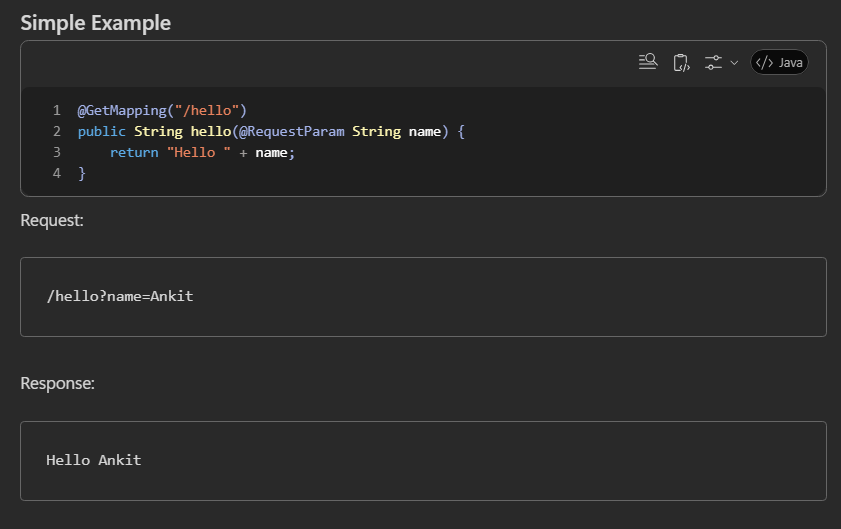 Simple Example
</> Java
1 @GetMapping("/hello")
2 public String hello(@RequestParam String name) {
3     return "Hello " + name;
4 }
Request:
/hello?name=Ankit
Response:
Hello Ankit